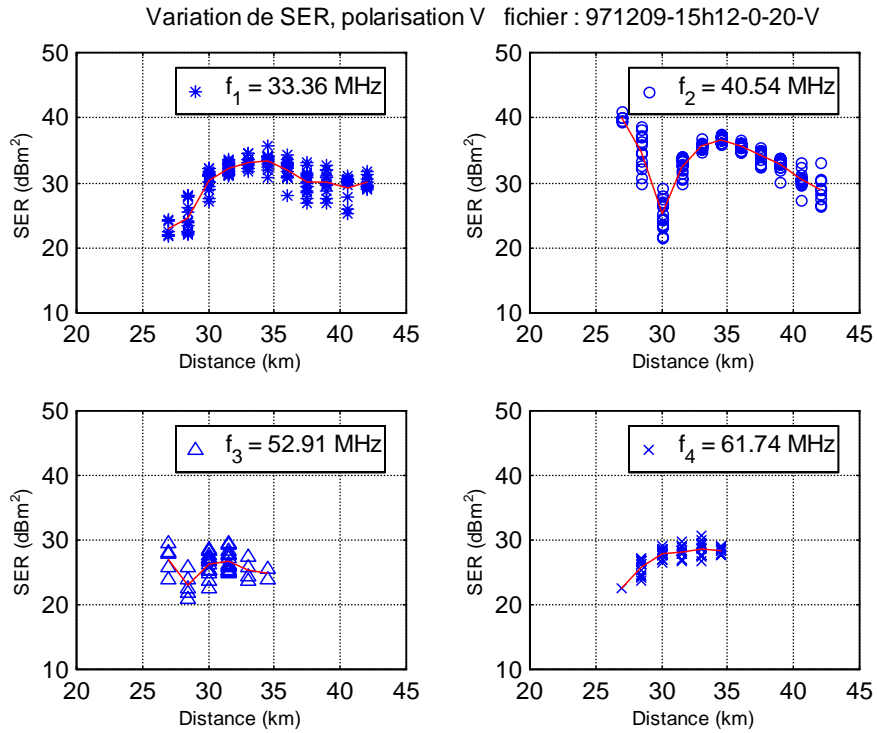 Variation de SER, polarisation V fichier : 971209-15h12-0-20-V
f1 = 33.36 MHz
50
40
30
20
10
SER (dBm²)
20 25 30 35 40 45
Distance (km)
f2 = 40.54 MHz
50
40
30
20
10
SER (dBm²)
20 25 30 35 40 45
Distance (km)
f3 = 52.91 MHz
50
40
30
20
10
SER (dBm²)
20 25 30 35 40 45
Distance (km)
f4 = 61.74 MHz
50
40
30
20
10
SER (dBm²)
20 25 30 35 40 45
Distance (km)